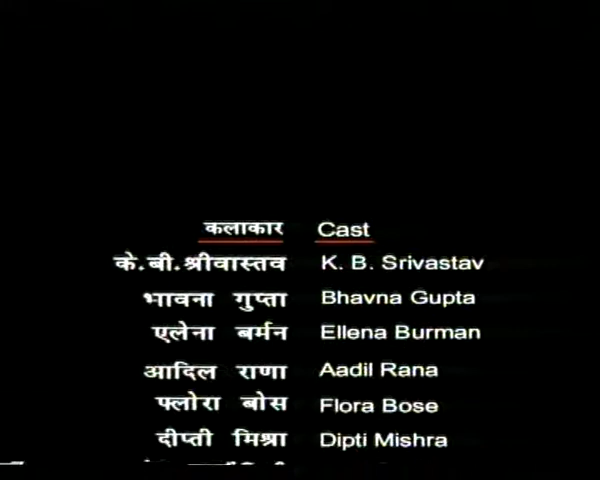 कलाकार Cast
के.बी.श्रीवास्तव K. B. Srivastav
भावना गुप्ता Bhavna Gupta
एलेना बर्मन Ellena Burman
आदिल राणा Aadil Rana
फ्लोरा बोस Flora Bose
दीप्ती मिश्रा Dipti Mishra